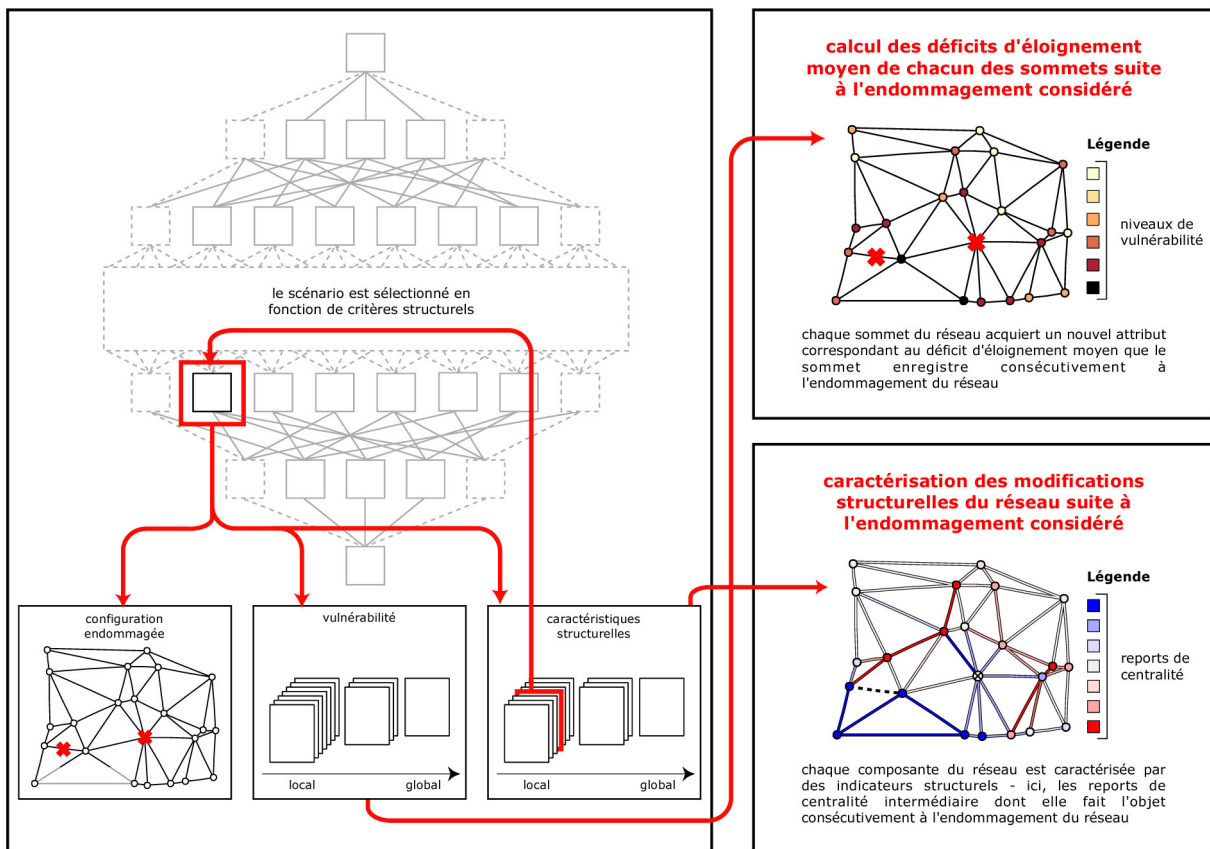 le scénario est sélectionné en
fonction de critères structurels
configuration
endommagée
vulnérabilité
local
global
caractéristiques
structurelles
local
global
calcul des déficits d'éloignement
moyen de chacun des sommets suite
à l'endommagement considéré
Légende
niveaux de
vulnérabilité
chaque sommet du réseau acquiert un nouvel attribut
correspondant au déficit d'éloignement moyen que le
sommet enregistre consécutivement à
l'endommagement du réseau
caractérisation des modifications
structurelles du réseau suite à
l'endommagement considéré
Légende
reports de
centralité
chaque composante du réseau est caractérisée par
des indicateurs structurels - ici, les reports de
centralité intermédiaire dont elle fait l'objet
consécutivement à l'endommagement du réseau